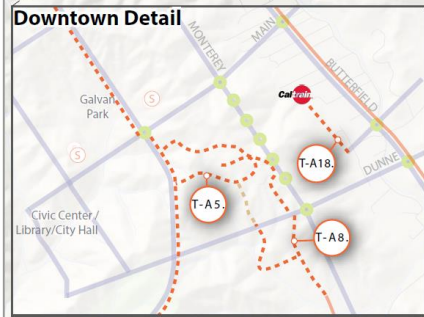 Downtown Detail
MONTEREY
MAIN
BUTTERFIELD
Galvan
Park
S
S
Caltrain
T-A18.
DUNNE
T-A5.
Civic Center /
Library/City Hall
T-A8.